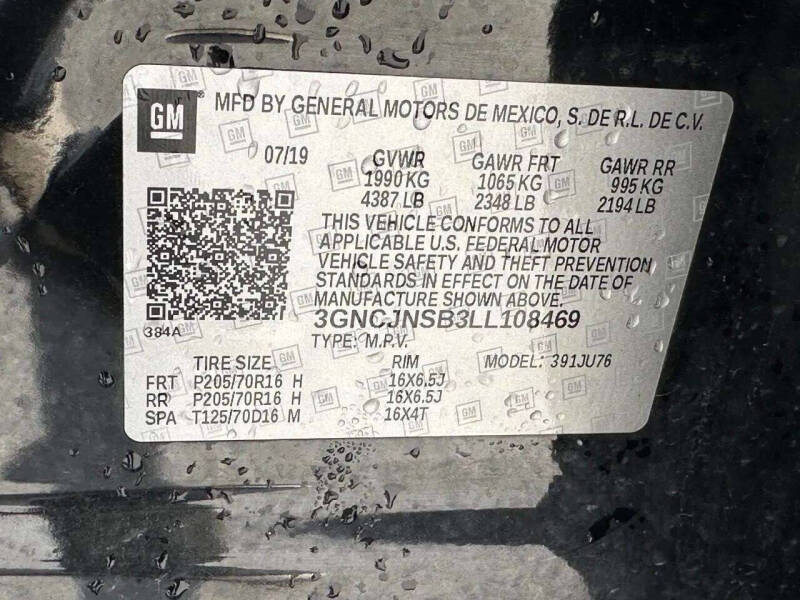 GM ® MFD BY GENERAL MOTORS DE MEXICO, S. DE R.L. DE C.V.
07/19 GVWR GAWR FRT GAWR RR
1990 KG 1065 KG 995 KG
4387 LB 2348 LB 2194 LB
THIS VEHICLE CONFORMS TO ALL
APPLICABLE U.S. FEDERAL MOTOR
VEHICLE SAFETY AND THEFT PREVENTION
STANDARDS IN EFFECT ON THE DATE OF
MANUFACTURE SHOWN ABOVE.
384A 3GNCJNSB3LL108469
TYPE: M.P.V.
TIRE SIZE RIM MODEL: 391JU76
FRT P205/70R16 H 16X6.5J
RR P205/70R16 H 16X6.5J
SPA T125/70D16 M 16X4T